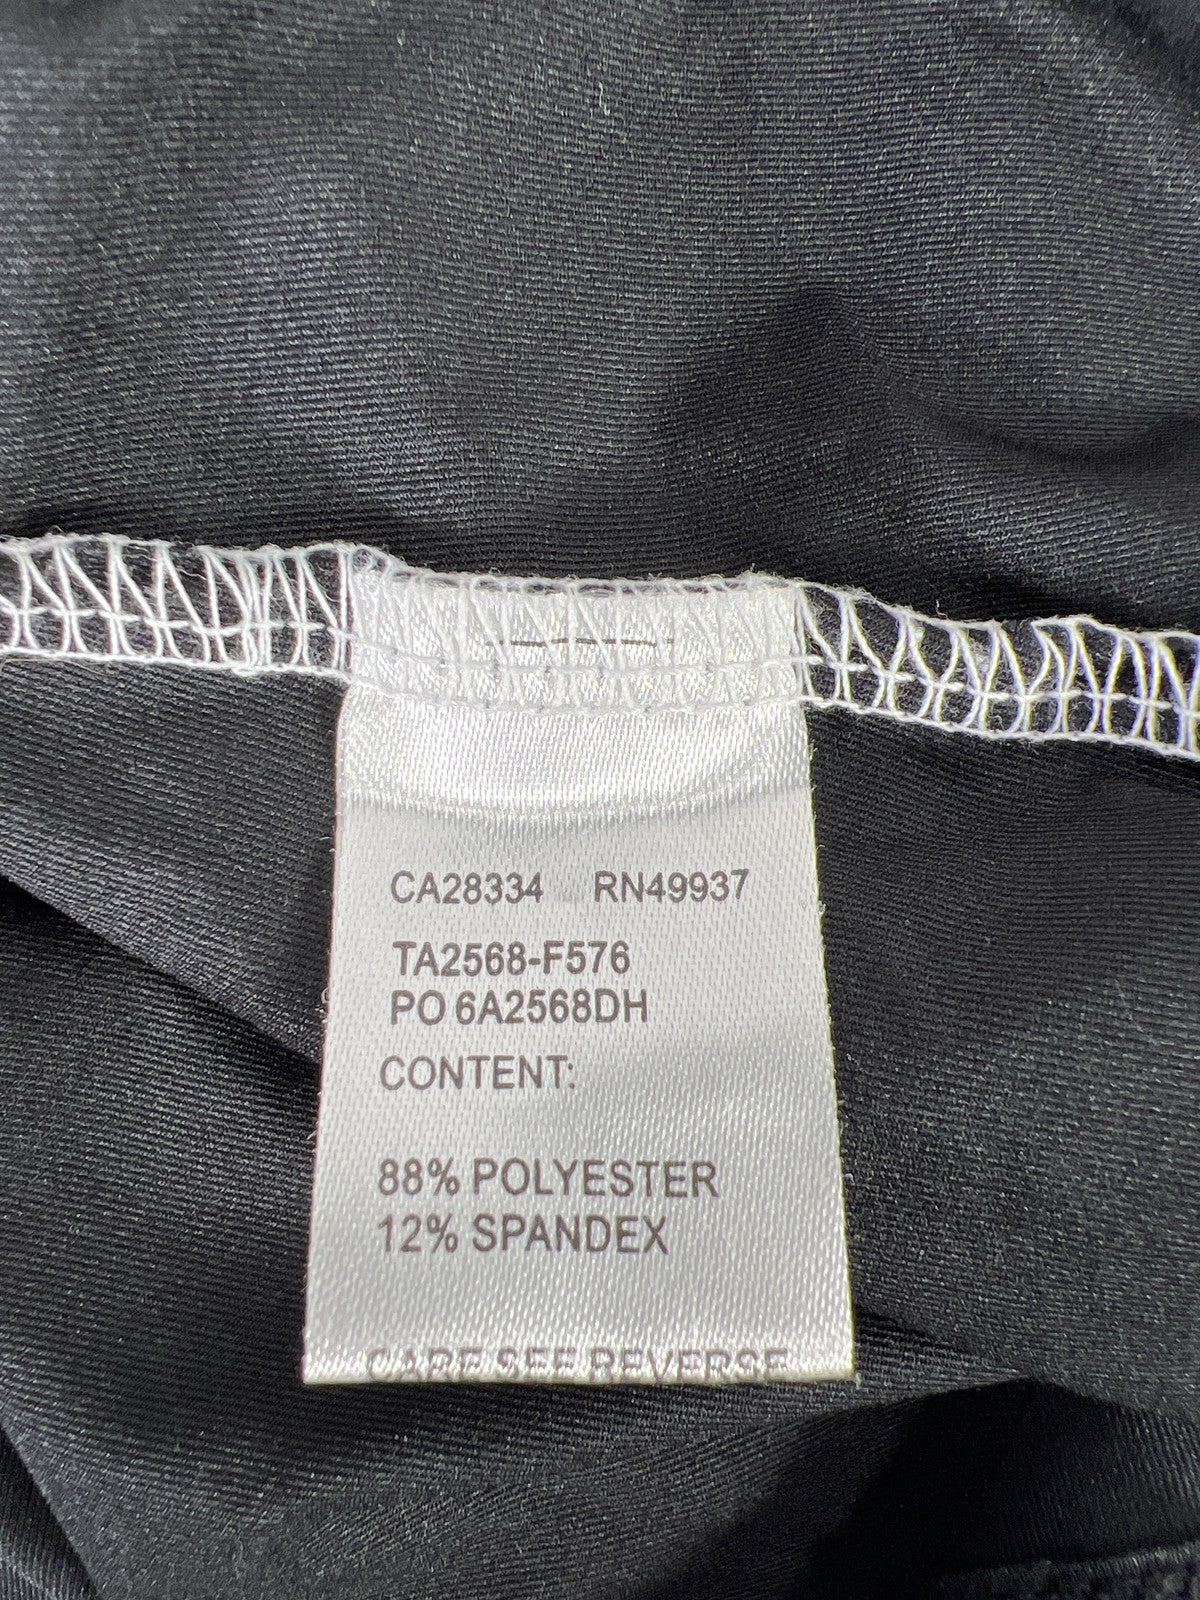 CA28334 RN49937
TA2568-F576
PO 6A2568DH
CONTENT:
88% POLYESTER
12% SPANDEX
CARE SEE REVERSE